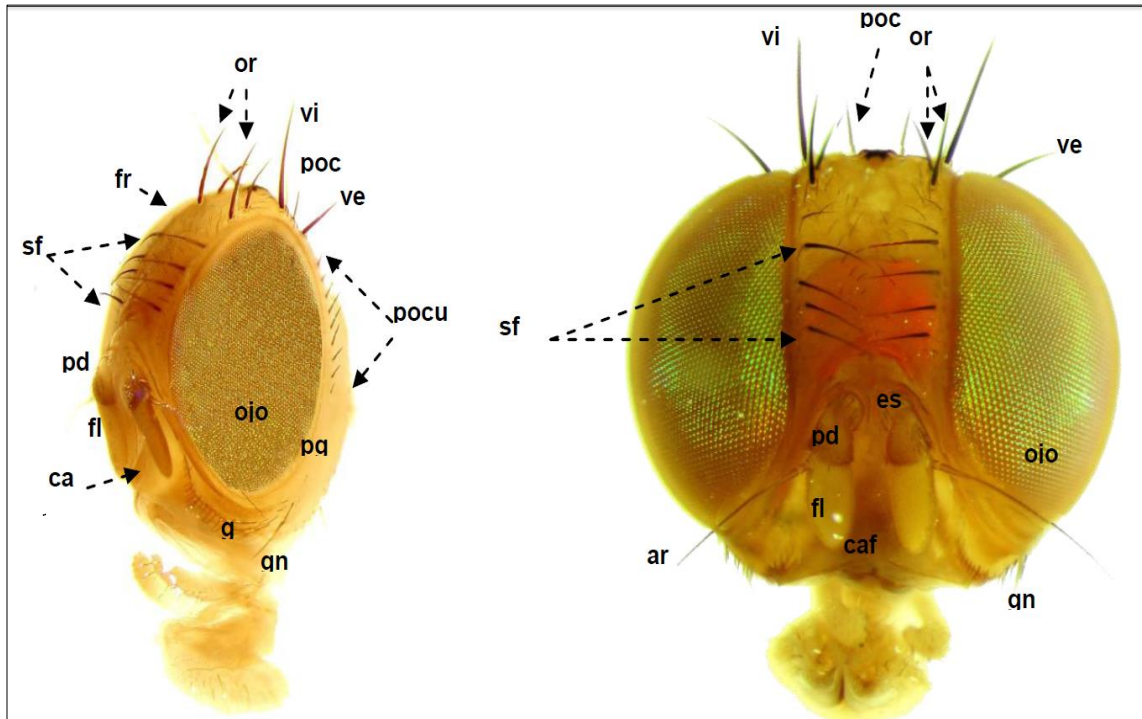 or
vi
poc
fr
ve
sf
pocu
pd
ojo
fl
pg
ca
g
gn
vi
poc
or
ve
sf
es
pd
ojo
fl
caf
ar
gn